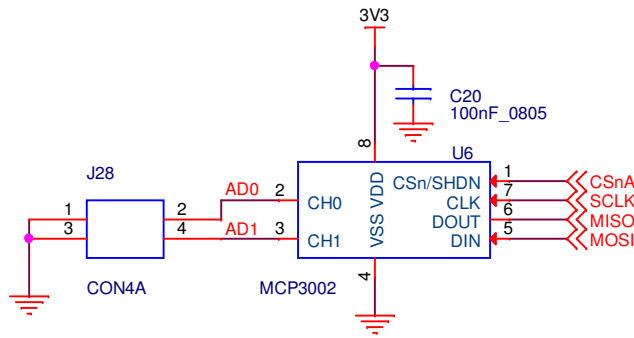 3V3
C20
100nF_0805
8
U6
J28
CSn/SHDN
1
CSnA
AD0
2
CH0
CLK
7
SCLK
1
2
VSS VDD
DOUT
6
MISO
3
4
AD1
3
CH1
DIN
5
MOSI
4
CON4A
MCP3002